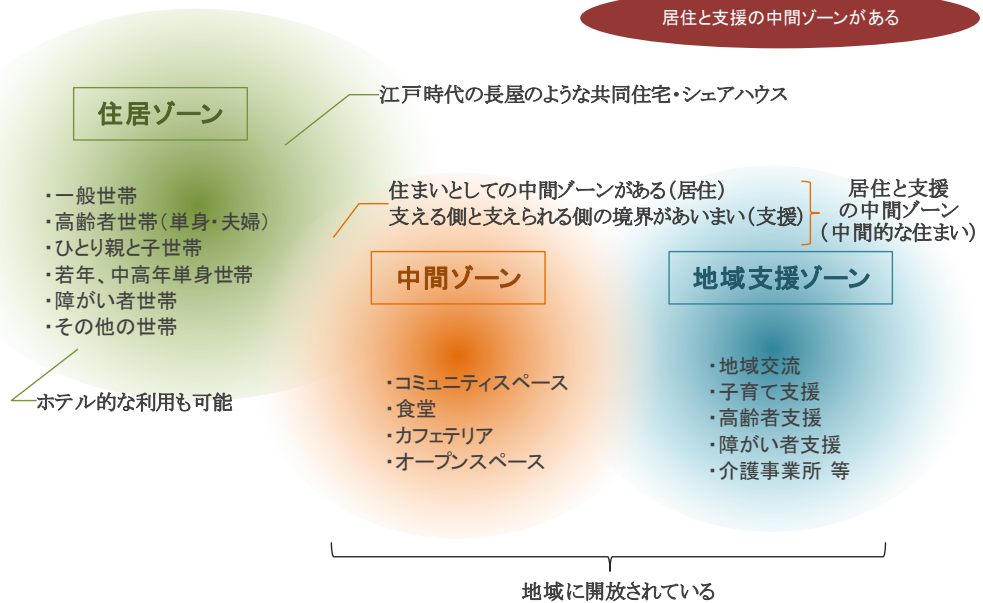 居住と支援の中間ゾーンがある
住居ゾーン
江戸時代の長屋のような共同住宅・シェアハウス
・一般世帯
・高齢者世帯(単身・夫婦)
・ひとり親と子世帯
・若年、中高年単身世帯
・障がい者世帯
・その他の世帯
ホテル的な利用も可能
住まいとしての中間ゾーンがある(居住)
支える側と支えられる側の境界があいまい(支援)
居住と支援
の中間ゾーン
(中間的な住まい)
中間ゾーン
・コミュニティスペース
・食堂
・カフェテリア
・オープンスペース
地域支援ゾーン
・地域交流
・子育て支援
・高齢者支援
・障がい者支援
・介護事業所 等
地域に開放されている